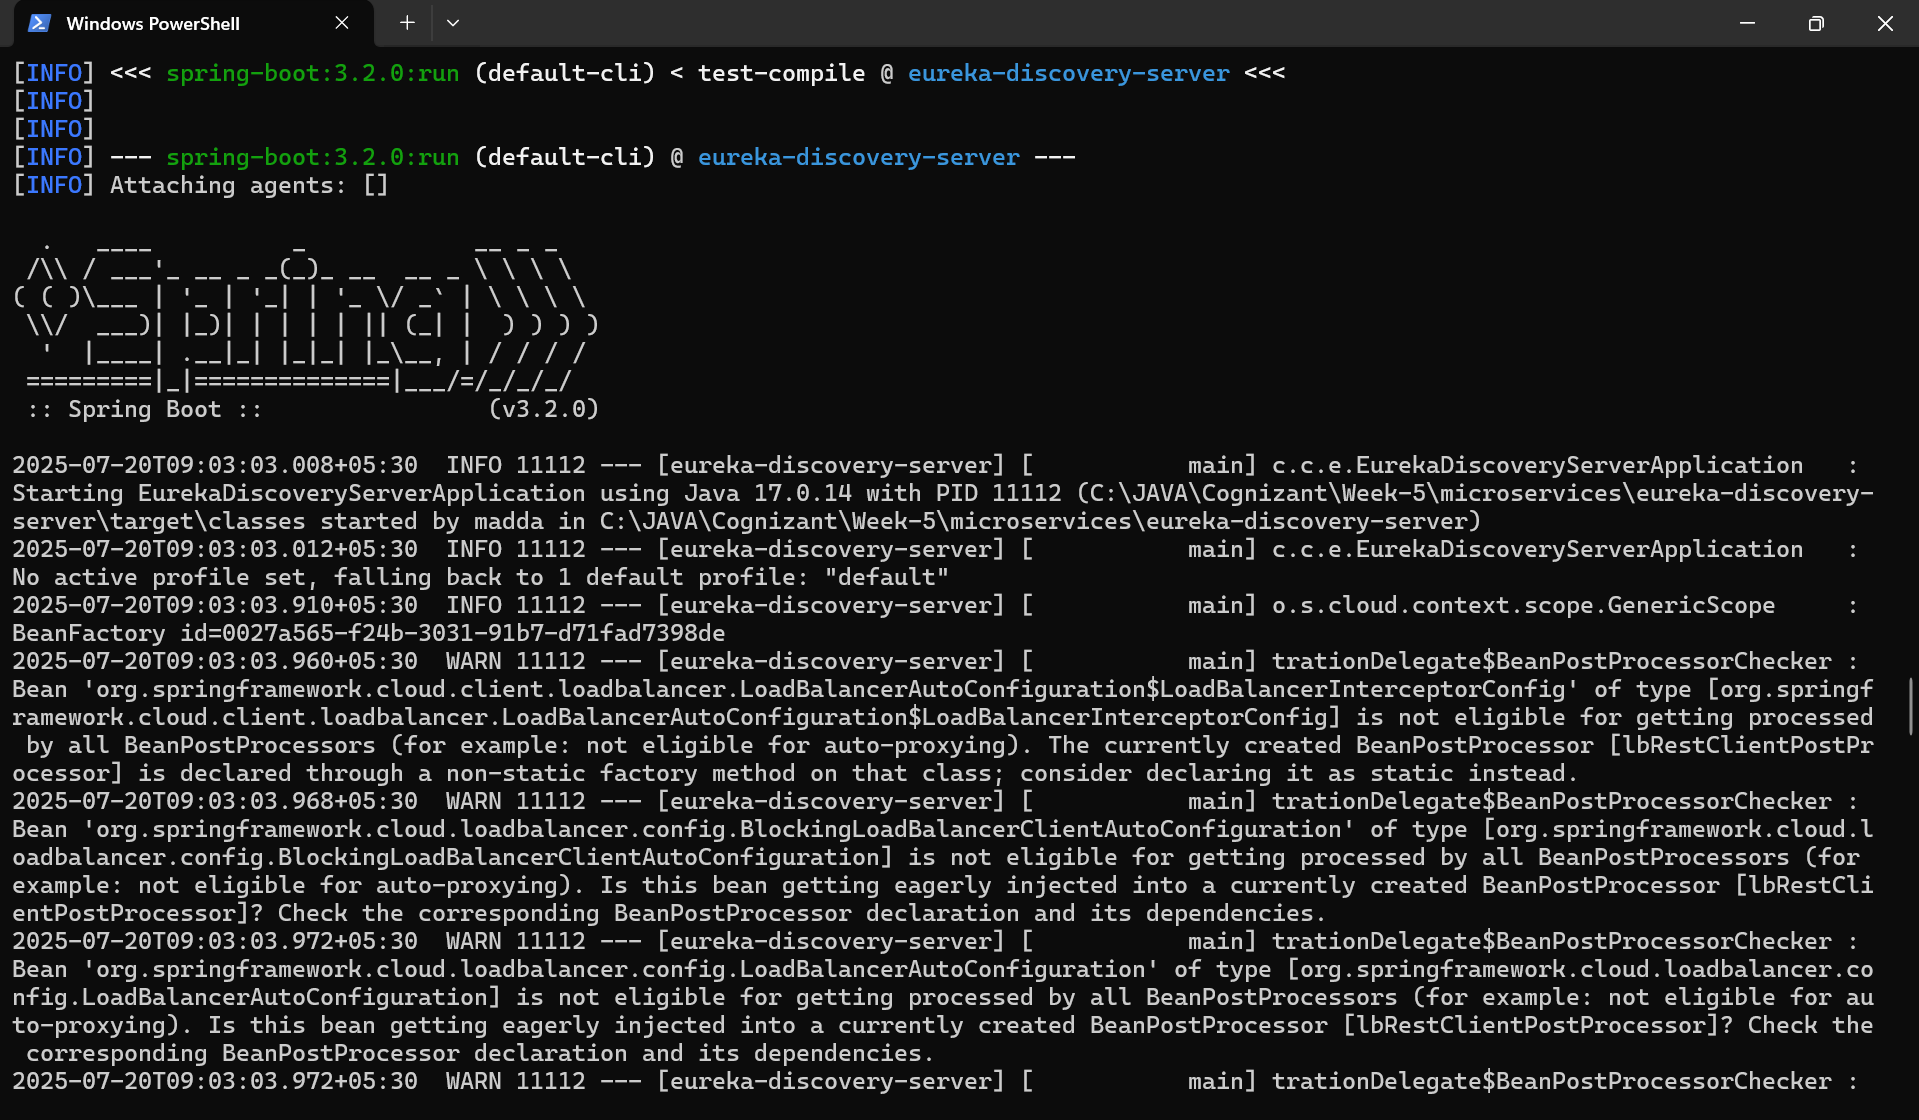 Windows PowerShell
[INFO] <<< spring-boot:3.2.0:run (default-cli) < test-compile @ eureka-discovery-server <<<
[INFO]
[INFO]
[INFO] --- spring-boot:3.2.0:run (default-cli) @ eureka-discovery-server ---
[INFO] Attaching agents: []
  .   ____          _            __ _ _
 /\\ / ___'_ __ _ _(_)_ __  __ _ \ \ \ \
( ( )\___ | '_ | '_| | '_ \/ _` | \ \ \ \
 \\/  ___)| |_)| | | | | || (_| |  ) ) ) )
  '  |____| .__|_| |_|_| |_\__, | / / / /
 =========|_|==============|___/=/_/_/_/
 :: Spring Boot ::                (v3.2.0)
2025-07-20T09:03:03.008+05:30  INFO 11112 --- [eureka-discovery-server] [           main] c.c.e.EurekaDiscoveryServerApplication   :
Starting EurekaDiscoveryServerApplication using Java 17.0.14 with PID 11112 (C:\JAVA\Cognizant\Week-5\microservices\eureka-discovery-
server\target\classes started by madda in C:\JAVA\Cognizant\Week-5\microservices\eureka-discovery-server)
2025-07-20T09:03:03.012+05:30  INFO 11112 --- [eureka-discovery-server] [           main] c.c.e.EurekaDiscoveryServerApplication   :
No active profile set, falling back to 1 default profile: "default"
2025-07-20T09:03:03.910+05:30  INFO 11112 --- [eureka-discovery-server] [           main] o.s.cloud.context.scope.GenericScope     :
BeanFactory id=0027a565-f24b-3031-91b7-d71fad7398de
2025-07-20T09:03:03.960+05:30  WARN 11112 --- [eureka-discovery-server] [           main] trationDelegate$BeanPostProcessorChecker :
Bean 'org.springframework.cloud.client.loadbalancer.LoadBalancerAutoConfiguration$LoadBalancerInterceptorConfig' of type [org.springf
ramework.cloud.client.loadbalancer.LoadBalancerAutoConfiguration$LoadBalancerInterceptorConfig] is not eligible for getting processed
 by all BeanPostProcessors (for example: not eligible for auto-proxying). The currently created BeanPostProcessor [lbRestClientPostPr
ocessor] is declared through a non-static factory method on that class; consider declaring it as static instead.
2025-07-20T09:03:03.968+05:30  WARN 11112 --- [eureka-discovery-server] [           main] trationDelegate$BeanPostProcessorChecker :
Bean 'org.springframework.cloud.loadbalancer.config.BlockingLoadBalancerClientAutoConfiguration' of type [org.springframework.cloud.l
oadbalancer.config.BlockingLoadBalancerClientAutoConfiguration] is not eligible for getting processed by all BeanPostProcessors (for
example: not eligible for auto-proxying). Is this bean getting eagerly injected into a currently created BeanPostProcessor [lbRestCli
entPostProcessor]? Check the corresponding BeanPostProcessor declaration and its dependencies.
2025-07-20T09:03:03.972+05:30  WARN 11112 --- [eureka-discovery-server] [           main] trationDelegate$BeanPostProcessorChecker :
Bean 'org.springframework.cloud.loadbalancer.config.LoadBalancerAutoConfiguration' of type [org.springframework.cloud.loadbalancer.co
nfig.LoadBalancerAutoConfiguration] is not eligible for getting processed by all BeanPostProcessors (for example: not eligible for au
to-proxying). Is this bean getting eagerly injected into a currently created BeanPostProcessor [lbRestClientPostProcessor]? Check the
 corresponding BeanPostProcessor declaration and its dependencies.
2025-07-20T09:03:03.972+05:30  WARN 11112 --- [eureka-discovery-server] [           main] trationDelegate$BeanPostProcessorChecker :